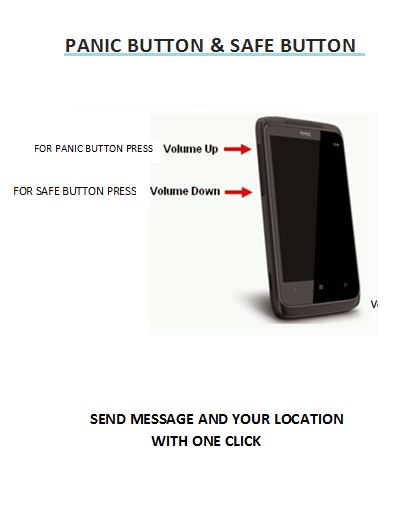 PANIC BUTTON & SAFE BUTTON
FOR PANIC BUTTON PRESS Volume Up
hTC
FOR SAFE BUTTON PRESS Volume Down
SEND MESSAGE AND YOUR LOCATION
WITH ONE CLICK